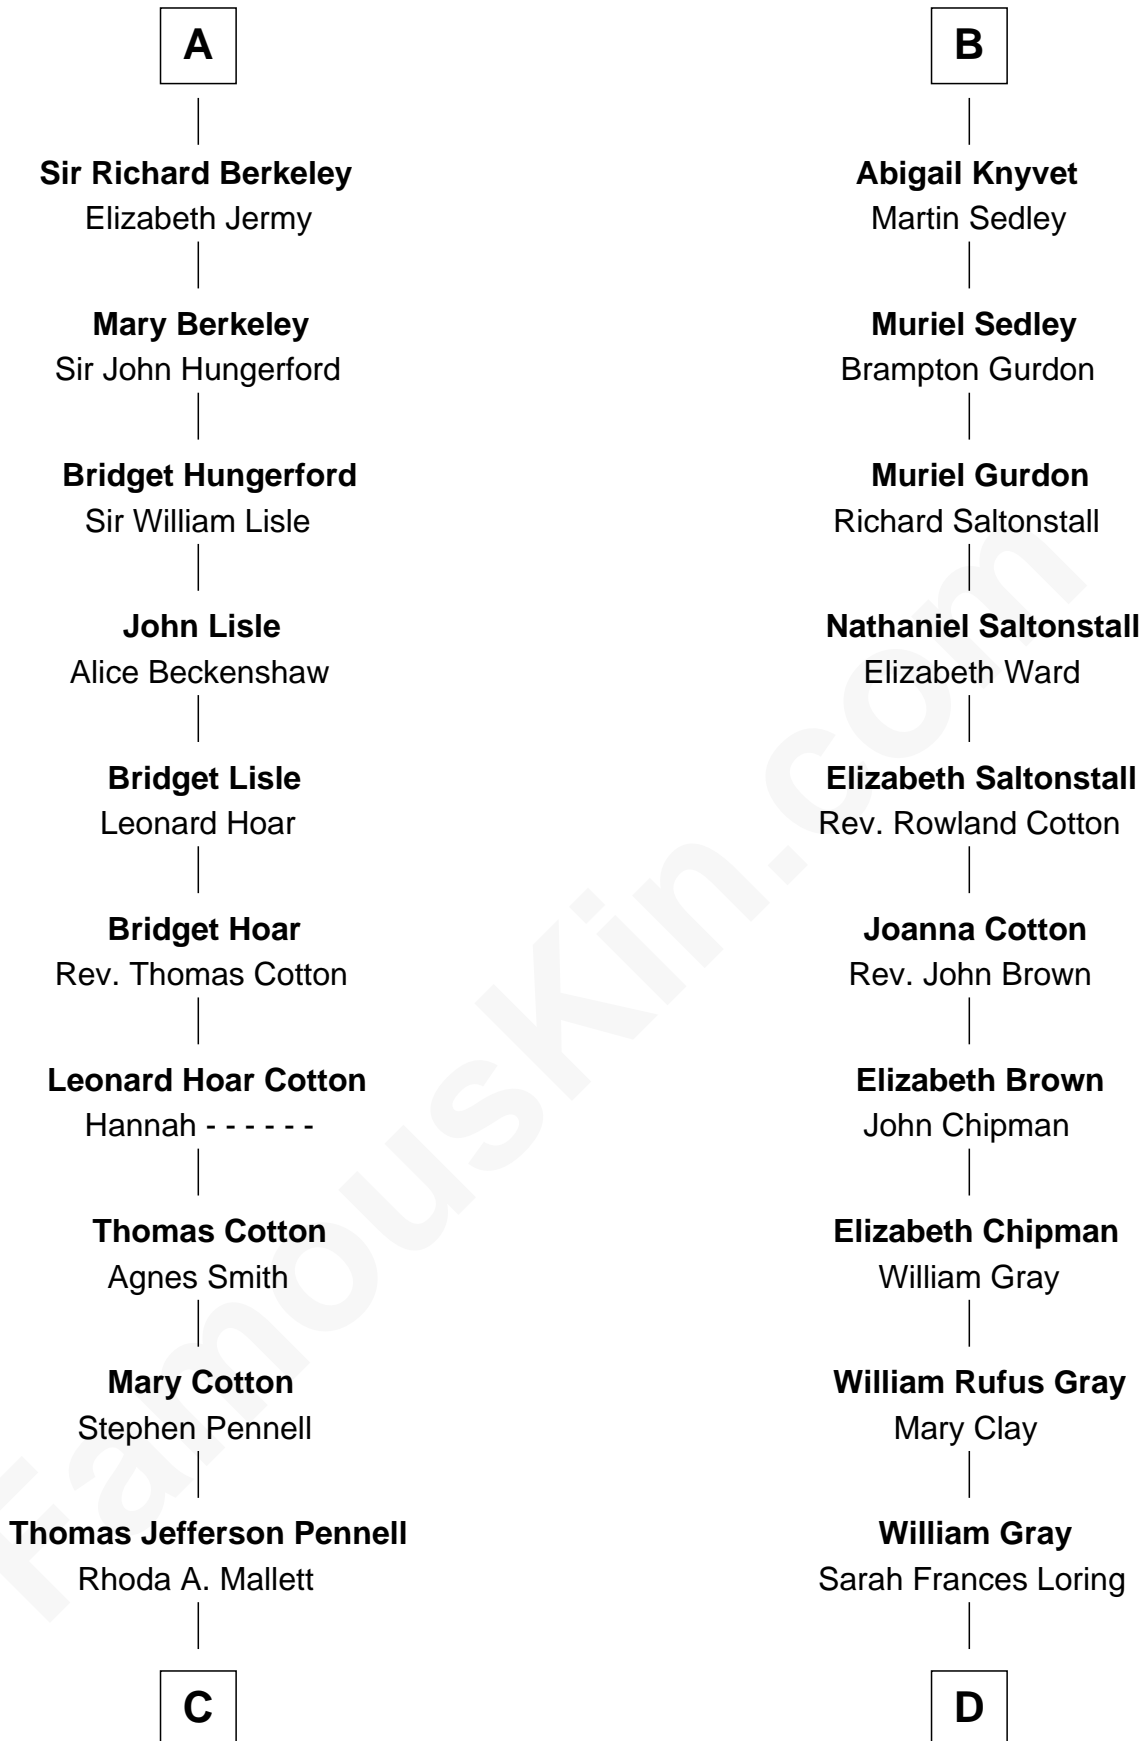 A
Sir Richard Berkeley
Elizabeth Jermy
Mary Berkeley
Sir John Hungerford
Bridget Hungerford
Sir William Lisle
John Lisle
Alice Beckenshaw
Bridget Lisle
Leonard Hoar
Bridget Hoar
Rev. Thomas Cotton
Leonard Hoar Cotton
Hannah - - - - - -
Thomas Cotton
Agnes Smith
Mary Cotton
Stephen Pennell
Thomas Jefferson Pennell
Rhoda A. Mallett
C
B
Abigail Knyvet
Martin Sedley
Muriel Sedley
Brampton Gurdon
Muriel Gurdon
Richard Saltonstall
Nathaniel Saltonstall
Elizabeth Ward
Elizabeth Saltonstall
Rev. Rowland Cotton
Joanna Cotton
Rev. John Brown
Elizabeth Brown
John Chipman
Elizabeth Chipman
William Gray
William Rufus Gray
Mary Clay
William Gray
Sarah Frances Loring
D
FamousKin.com